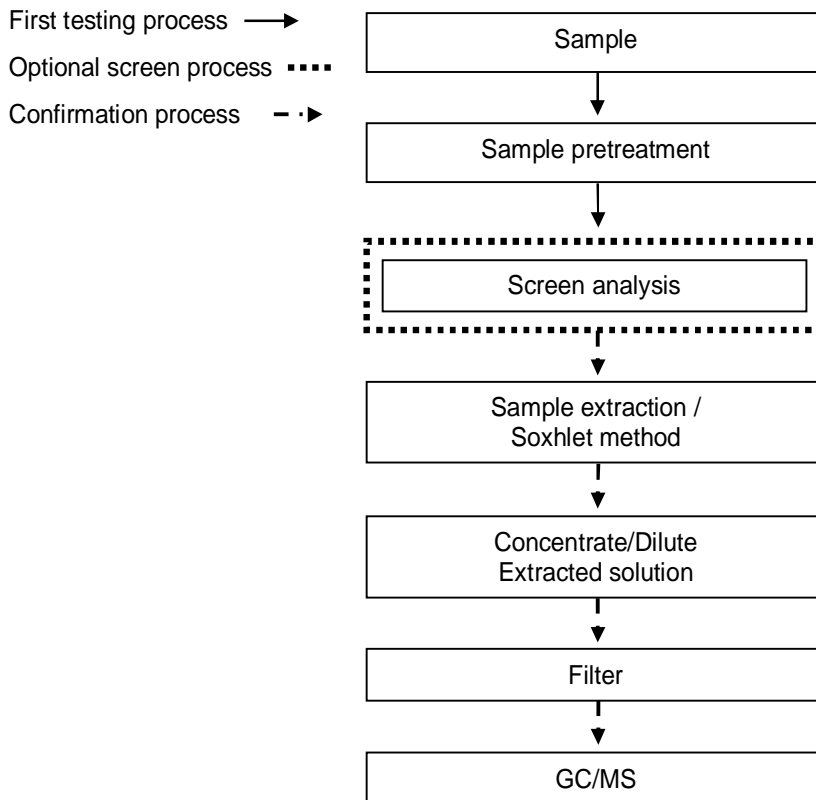 First testing process
Optional screen process
Confirmation process
Sample
Sample pretreatment
Screen analysis
Sample extraction /
Soxhlet method
Concentrate/Dilute
Extracted solution
Filter
GC/MS